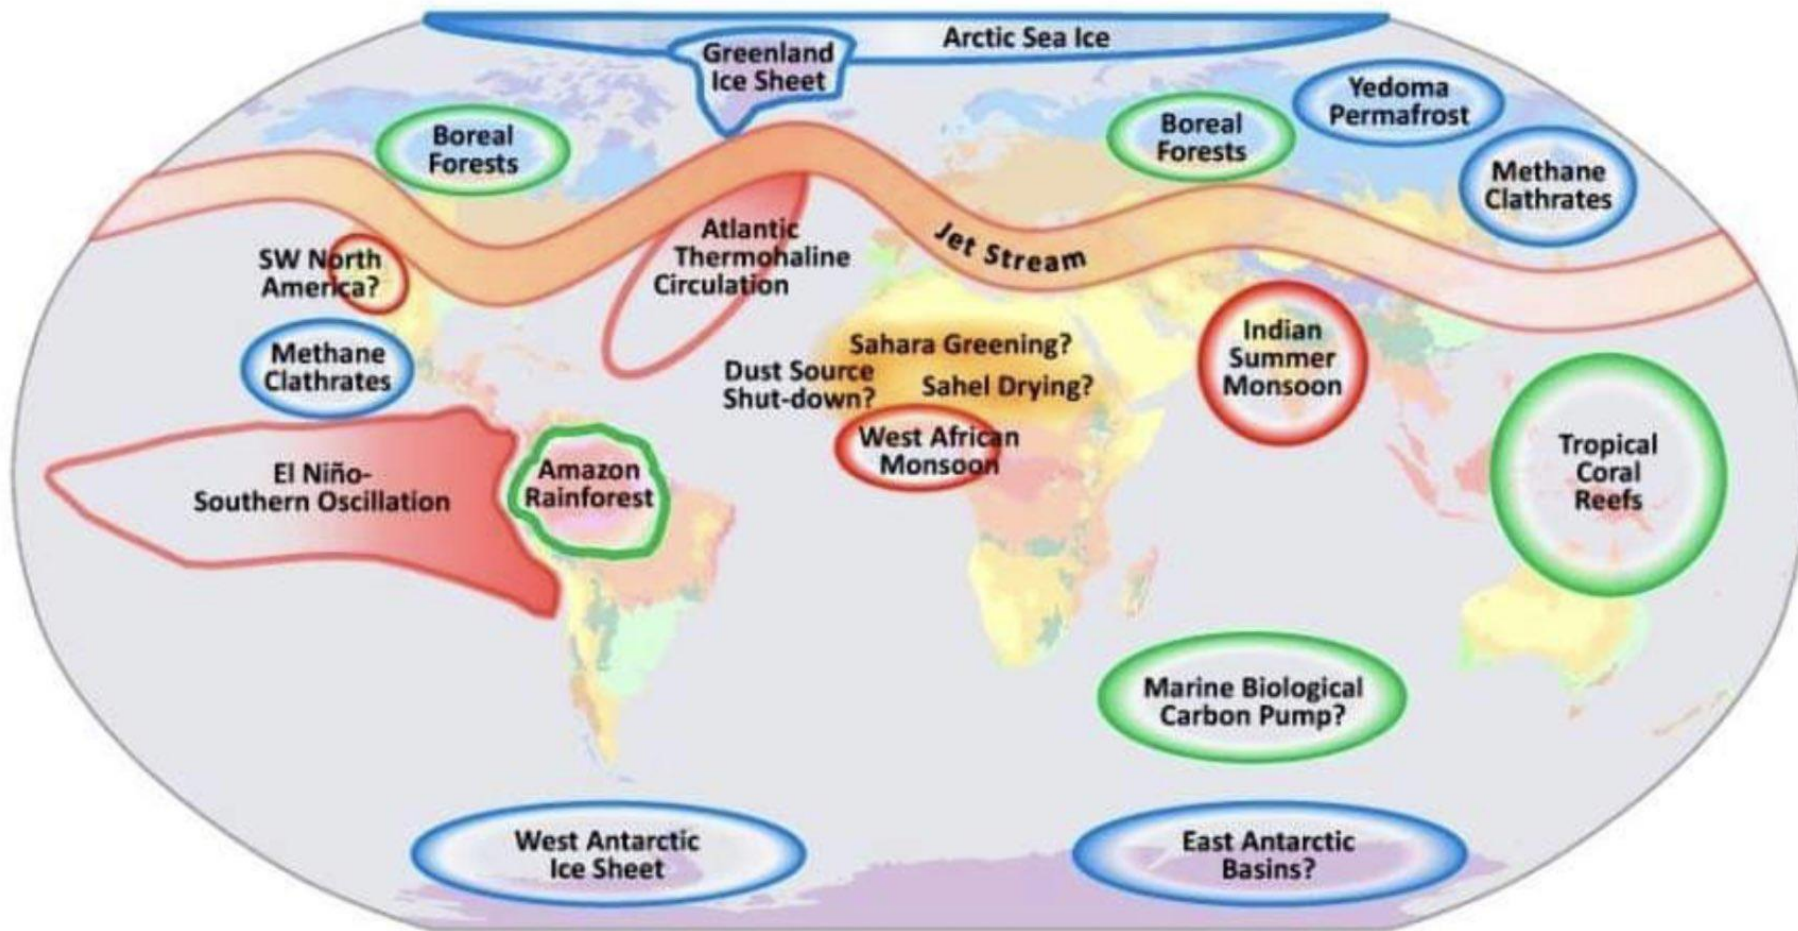 Arctic Sea Ice
Greenland
Ice Sheet
Yedoma
Permafrost
Boreal
Forests
Boreal
Forests
Methane
Clathrates
Atlantic
Thermohaline
Circulation
Jet Stream
SW North
America?
Methane
Clathrates
Sahara Greening?
Dust Source
Shut-down?
Sahel Drying?
Indian
Summer
Monsoon
West African
Monsoon
El Niño-
Southern Oscillation
Amazon
Rainforest
Tropical
Coral
Reefs
Marine Biological
Carbon Pump?
West Antarctic
Ice Sheet
East Antarctic
Basins?